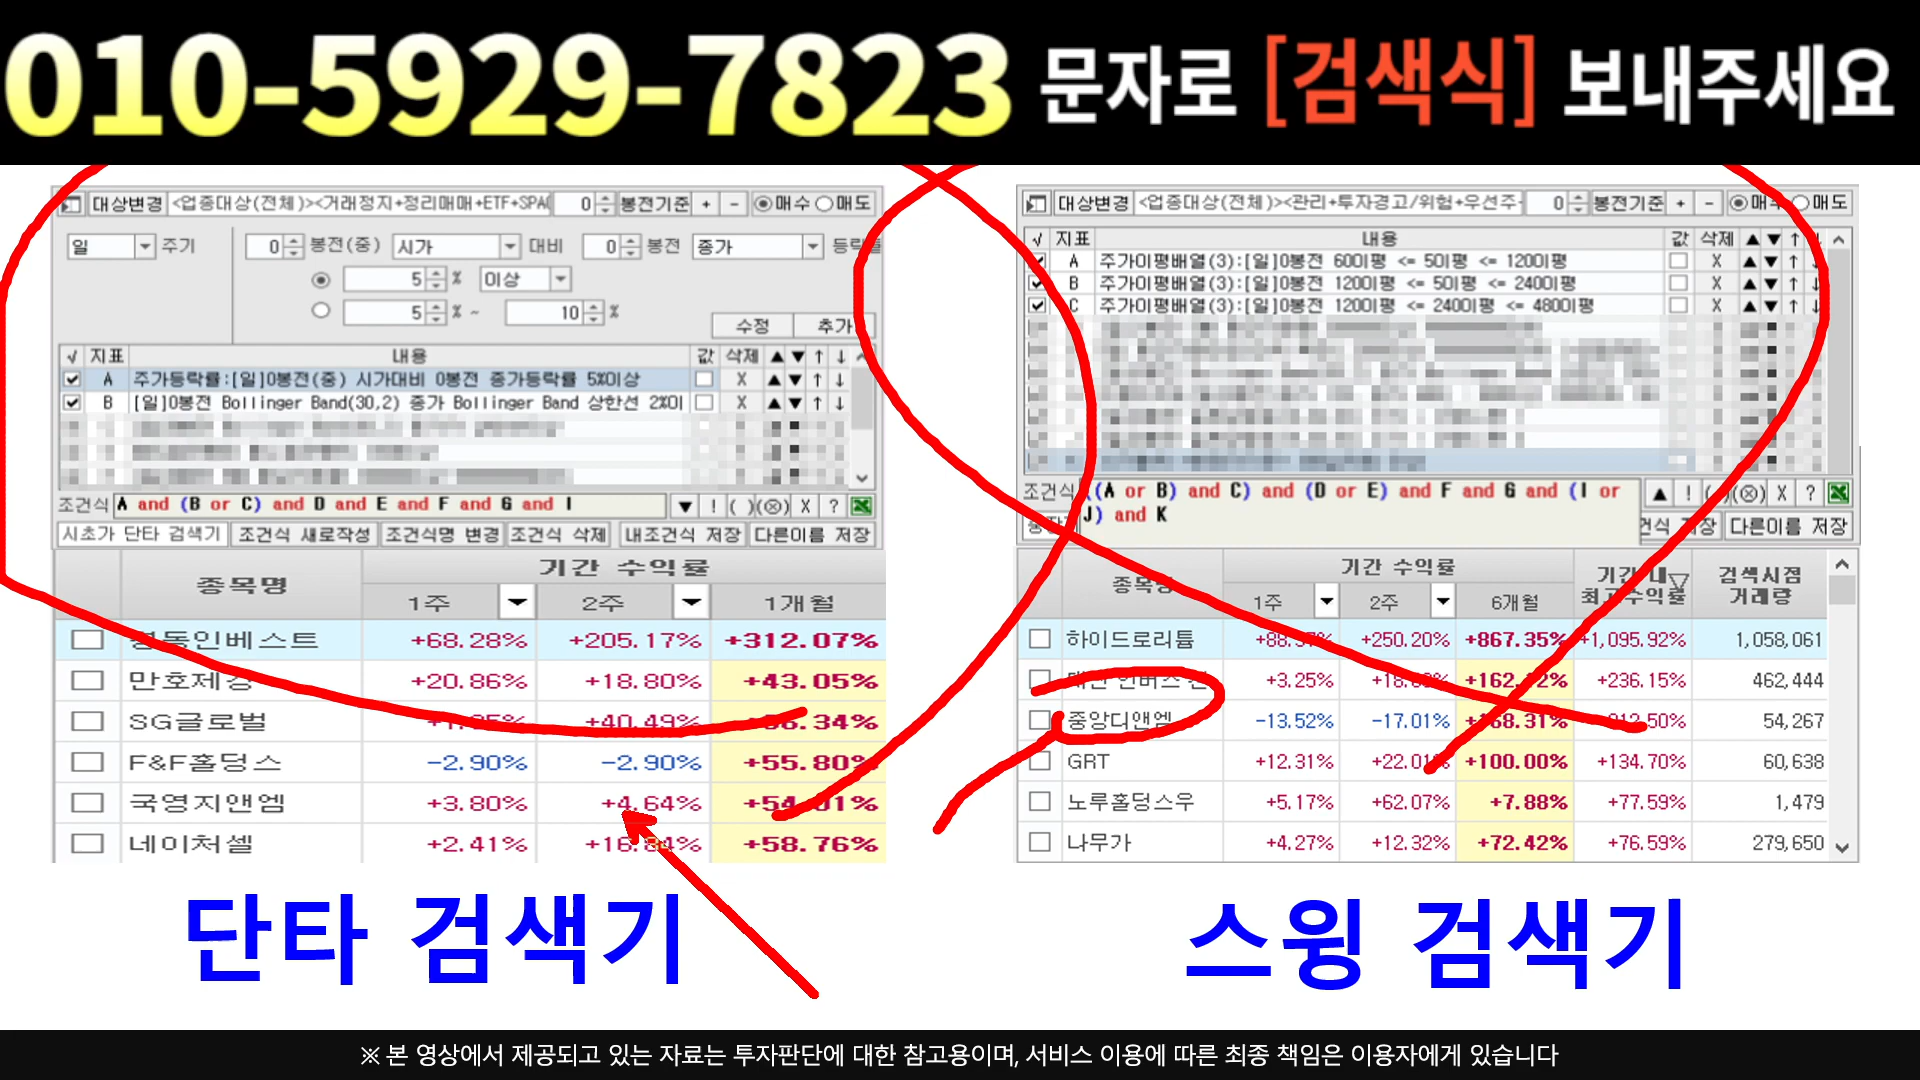 010-5929-7823 문자로 [검색식] 보내주세요
대상변경 <업종대상(전체)><거래정지+정리매매+ETF+SPAC 0 봉전기준 + - 매수 매도
일 주기 0 봉전(중) 시가 대비 0 봉전 종가
5 % 이상
5 % ~ 10 %
수정 추가
√ 지표 내용 값 삭제 ▲ ▼ ↑ ↓
A 주가등락률:[일]0봉전(중) 시가대비 0봉전 종가등락률 5%이상 X ▲ ▼ ↑ ↓
B [일]0봉전 Bollinger Band(30,2) 종가 Bollinger Band 상한선 2%이 X ▲ ▼ ↑ ↓
조건식 A and (B or C) and D and E and F and G and I ▼ ! ( ) (⊗) X ?
시초가 단타 검색기 조건식 새로작성 조건식명 변경 조건식 삭제 내조건식 저장 다른이름 저장
종목명 기간 수익률
1주 2주 1개월
+68.28% +205.17% +312.07%
만호제강 +20.86% +18.80% +43.05%
SG글로벌 +40.49%
F&F홀딩스 -2.90% -2.90% +55.80%
국영지앤엠 +3.80% +4.64%
네이처셀 +2.41% +58.76%
단타 검색기
대상변경 <업종대상(전체)><관리+투자경고/위험+우선주+ 0 봉전기준 + - 매수 매도
√ 지표 내용 값 삭제 ▲ ▼ ↑ ↓
A 주가이평배열(3):[일]0봉전 60이평 <= 5이평 <= 120이평 X ▲ ▼ ↑ ↓
B 주가이평배열(3):[일]0봉전 120이평 <= 5이평 <= 240이평 X ▲ ▼ ↑ ↓
C 주가이평배열(3):[일]0봉전 120이평 <= 240이평 <= 480이평 X ▲ ▼ ↑ ↓
조건식 ((A or B) and C) and (D or E) and F and G and (I or ▲ ! ( ) (⊗) X ?
J) and K
저장 다른이름 저장
종목명 기간 수익률 기간 내 최고수익률 검색시점 거래량
1주 2주 6개월
하이드로리튬 +250.20% +867.35% +1,095.92% 1,058,061
+3.25% +236.15% 462,444
중앙디앤엠 -13.52% -17.01% 54,267
GRT +12.31% +100.00% +134.70% 60,638
노루홀딩스우 +5.17% +62.07% +7.88% +77.59% 1,479
나무가 +4.27% +12.32% +72.42% +76.59% 279,650
스윙 검색기
※ 본 영상에서 제공되고 있는 자료는 투자판단에 대한 참고용이며, 서비스 이용에 따른 최종 책임은 이용자에게 있습니다